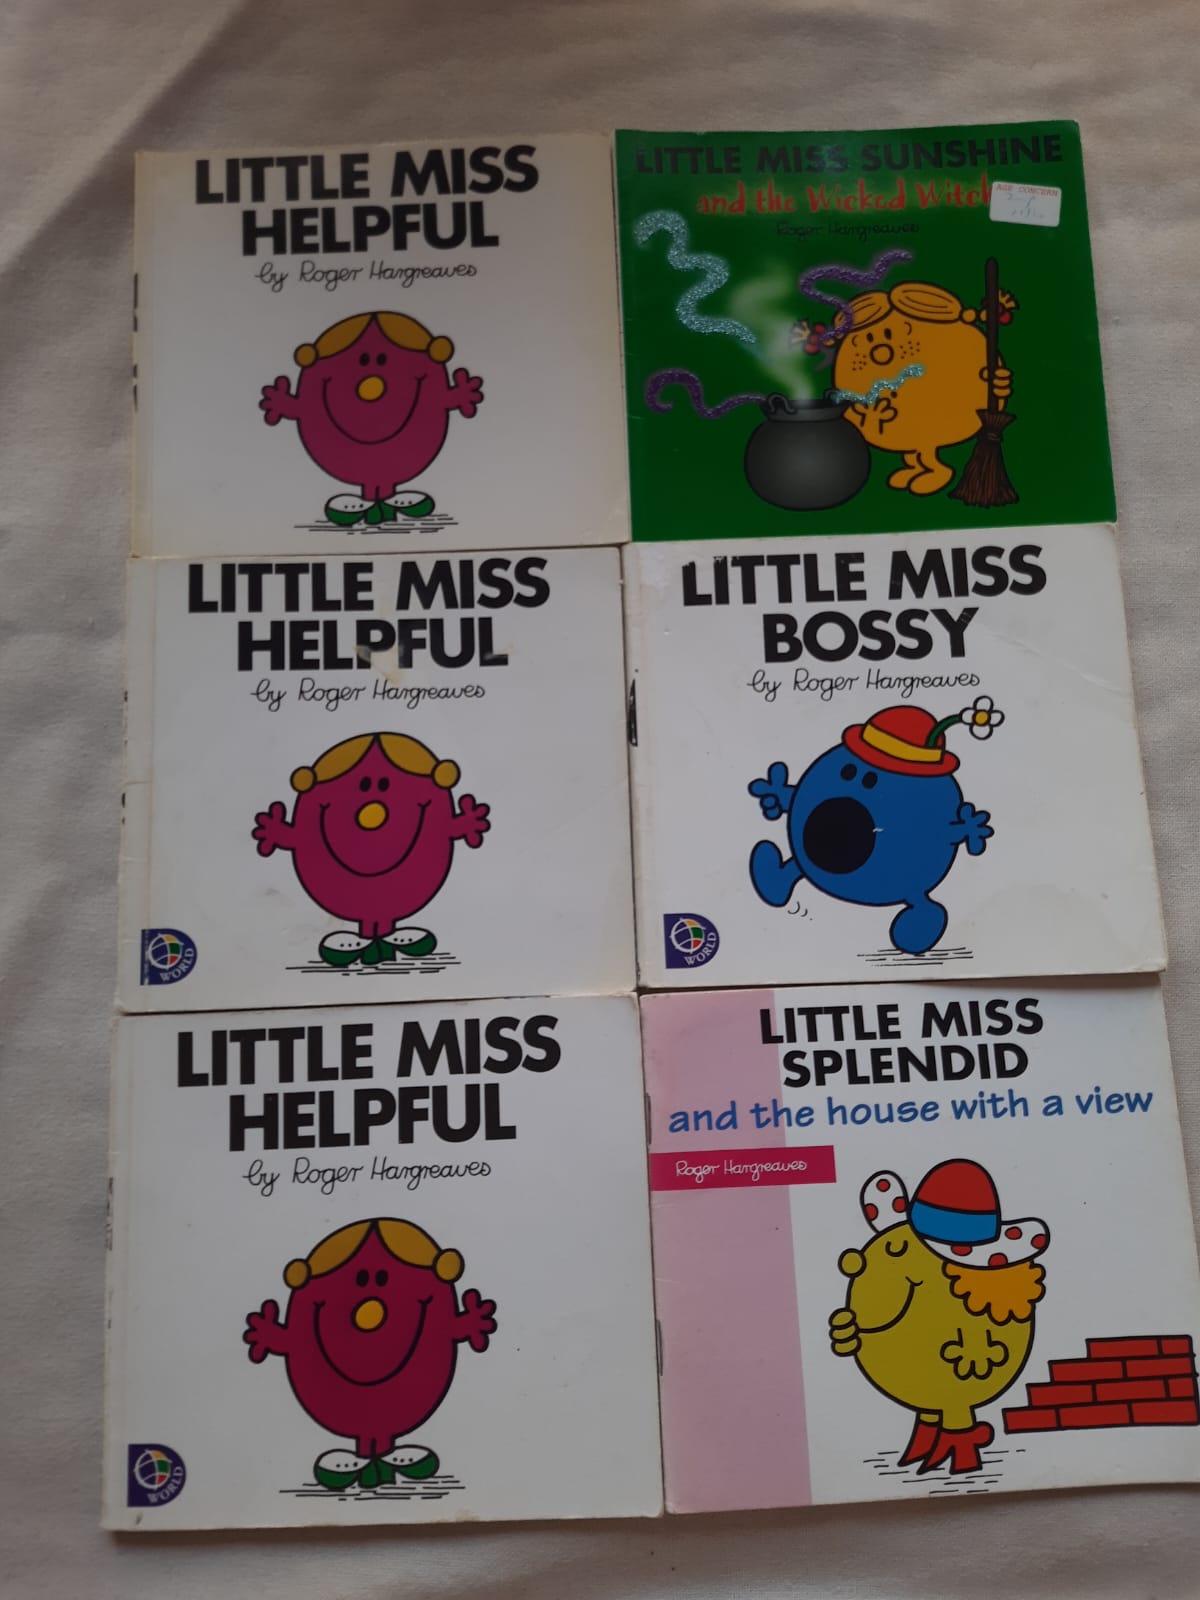 LITTLE MISS
HELPFUL
by Roger Hargreaves
LITTLE MISS SUNSHINE
and the Wicked Witch
AGE CONCERN
Roger Hargreaves
LITTLE MISS
HELPFUL
by Roger Hargreaves
WORLD
LITTLE MISS
BOSSY
by Roger Hargreaves
WORLD
LITTLE MISS
HELPFUL
by Roger Hargreaves
WORLD
LITTLE MISS
SPLENDID
and the house with a view
Roger Hargreaves